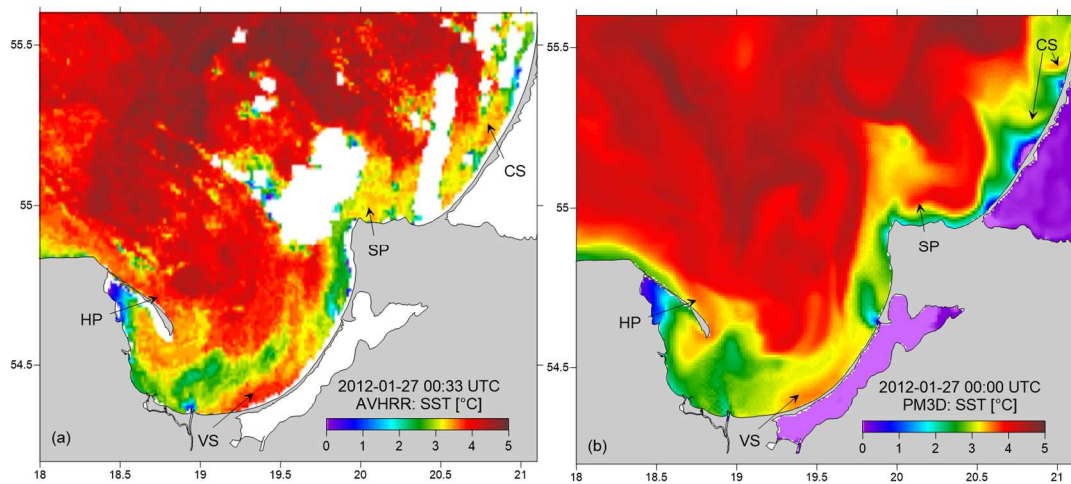 55.6
55
54.5
CS
SP
HP
VS
2012-01-27 00:33 UTC
AVHRR: SST [°C]
0 1 2 3 4 5
(a)
18 18.5 19 19.5 20 20.5 21
55.5
55
54.5
CS
SP
HP
VS
2012-01-27 00:00 UTC
PM3D: SST [°C]
0 1 2 3 4 5
(b)
18 18.5 19 19.5 20 20.5 21